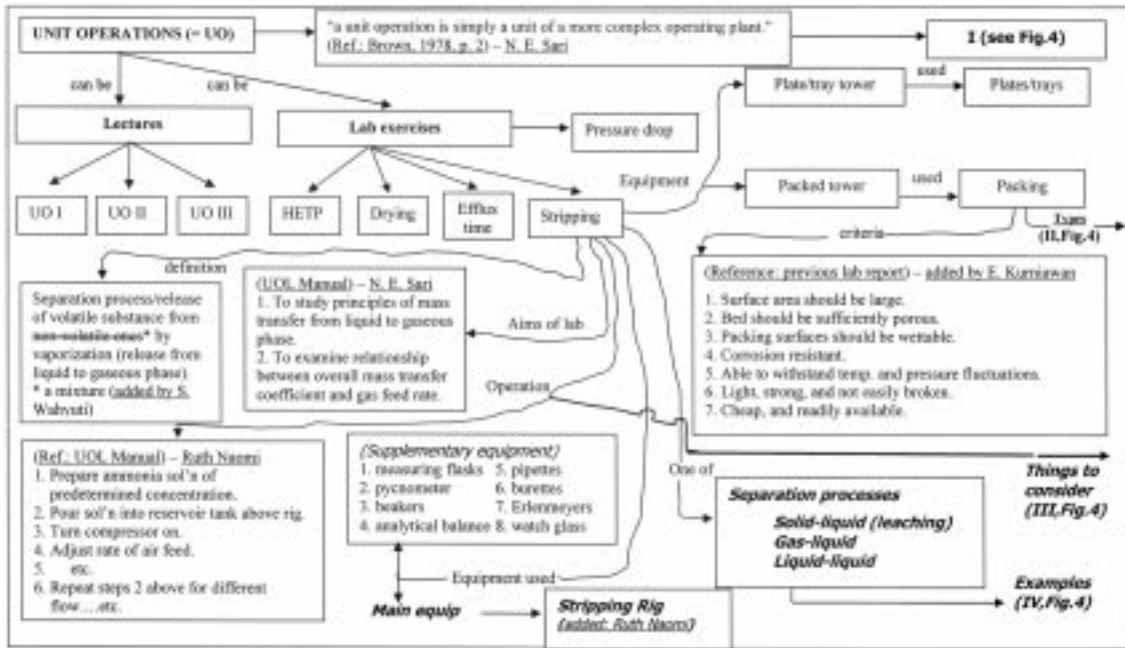 UNIT OPERATIONS (= UO)
"a unit operation is simply a unit of a more complex operating plant."
(Ref.: Brown, 1978, p. 2) – N. E. Sari
I (see Fig.4)
can be
can be
Lectures
Lab exercises
Pressure drop
Plate/tray tower
used
Plates/trays
UO I
UO II
UO III
HETP
Drying
Efflux
time
Stripping
Equipment
Packed tower
used
Packing
Types
(II,Fig.4)
criteria
definition
Separation process/release
of volatile substance from
non-volatile ones* by
vaporization (release from
liquid to gaseous phase)
* a mixture (added by S.
Wahyuti)
(UOL Manual) – N. E. Sari
1. To study principles of mass
transfer from liquid to gaseous
phase.
2. To examine relationship
between overall mass transfer
coefficient and gas feed rate.
Aims of lab
Operation
(Reference: previous lab report) – added by E. Kurniawan
1. Surface area should be large.
2. Bed should be sufficiently porous.
3. Packing surfaces should be wettable.
4. Corrosion resistant.
5. Able to withstand temp. and pressure fluctuations.
6. Light, strong, and not easily broken.
7. Cheap, and readily available.
(Ref.: UOL Manual) – Ruth Naomi
1. Prepare ammonia sol'n of
predetermined concentration.
2. Pour sol'n into reservoir tank above rig.
3. Turn compressor on.
4. Adjust rate of air feed.
5. etc.
6. Repeat steps 2 above for different
flow....etc.
(Supplementary equipment)
1. measuring flasks 5. pipettes
2. pycnometer 6. burettes
3. beakers 7. Erlenmeyers
4. analytical balance 8. watch glass
Equipment used
Main equip
Stripping Rig
(added: Ruth Naomi)
One of
Separation processes
Solid-liquid (leaching)
Gas-liquid
Liquid-liquid
Things to
consider
(III,Fig.4)
Examples
(IV,Fig.4)